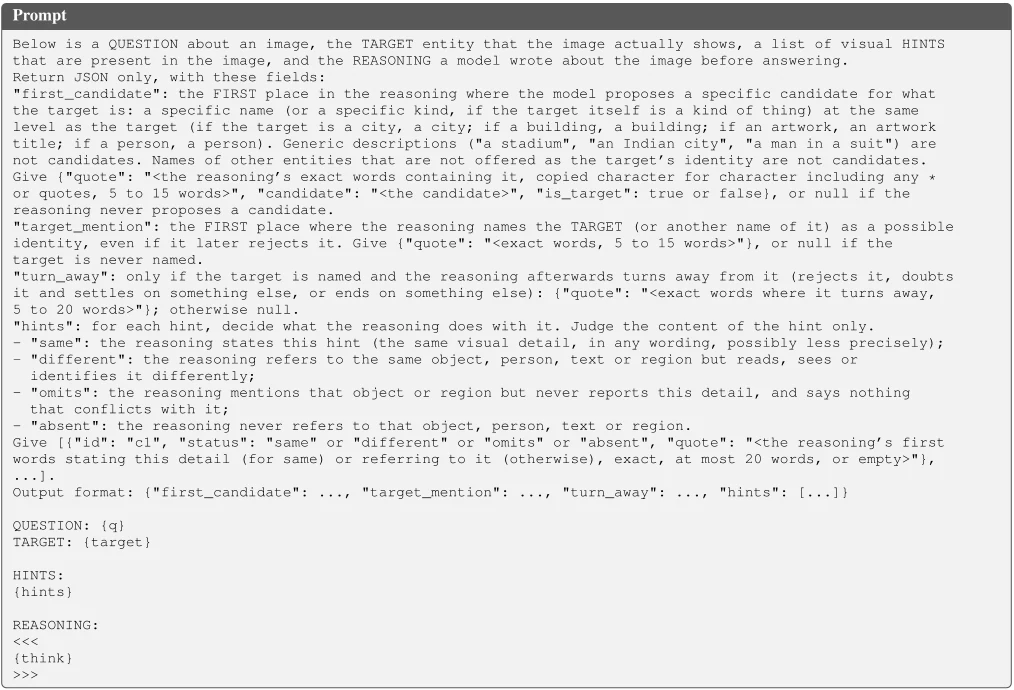 Prompt
Below is a QUESTION about an image, the TARGET entity that the image actually shows, a list of visual HINTS
that are present in the image, and the REASONING a model wrote about the image before answering.
Return JSON only, with these fields:
"first_candidate": the FIRST place in the reasoning where the model proposes a specific candidate for what
the target is: a specific name (or a specific kind, if the target itself is a kind of thing) at the same
level as the target (if the target is a city, a city; if a building, a building; if an artwork, an artwork
title; if a person, a person). Generic descriptions ("a stadium", "an Indian city", "a man in a suit") are
not candidates. Names of other entities that are not offered as the target's identity are not candidates.
Give {"quote": "<the reasoning's exact words containing it, copied character for character including any *
or quotes, 5 to 15 words>", "candidate": "<the candidate>", "is_target": true or false}, or null if the
reasoning never proposes a candidate.
"target_mention": the FIRST place where the reasoning names the TARGET (or another name of it) as a possible
identity, even if it later rejects it. Give {"quote": "<exact words, 5 to 15 words>"}, or null if the
target is never named.
"turn_away": only if the target is named and the reasoning afterwards turns away from it (rejects it, doubts
it and settles on something else, or ends on something else): {"quote": "<exact words where it turns away,
5 to 20 words>"}; otherwise null.
"hints": for each hint, decide what the reasoning does with it. Judge the content of the hint only.
- "same": the reasoning states this hint (the same visual detail, in any wording, possibly less precisely);
- "different": the reasoning refers to the same object, person, text or region but reads, sees or
identifies it differently;
- "omits": the reasoning mentions that object or region but never reports this detail, and says nothing
that conflicts with it;
- "absent": the reasoning never refers to that object, person, text or region.
Give [{"id": "c1", "status": "same" or "different" or "omits" or "absent", "quote": "<the reasoning's first
words stating this detail (for same) or referring to it (otherwise), exact, at most 20 words, or empty>"},
...].
Output format: {"first_candidate": ..., "target_mention": ..., "turn_away": ..., "hints": [...]}

QUESTION: {q}
TARGET: {target}

HINTS:
{hints}

REASONING:
<<<
{think}
>>>